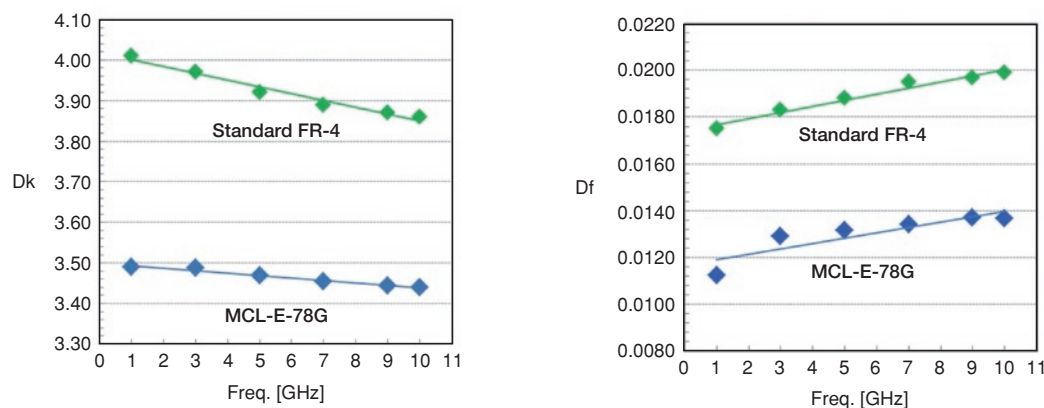 4.10
4.00
3.90
3.80
3.70
3.60
3.50
3.40
3.30
Dk
Standard FR-4
MCL-E-78G
0 1 2 3 4 5 6 7 8 9 10 11
Freq. [GHz]
0.0220
0.0200
0.0180
0.0160
0.0140
0.0120
0.0100
0.0080
Df
Standard FR-4
MCL-E-78G
0 1 2 3 4 5 6 7 8 9 10 11
Freq. [GHz]